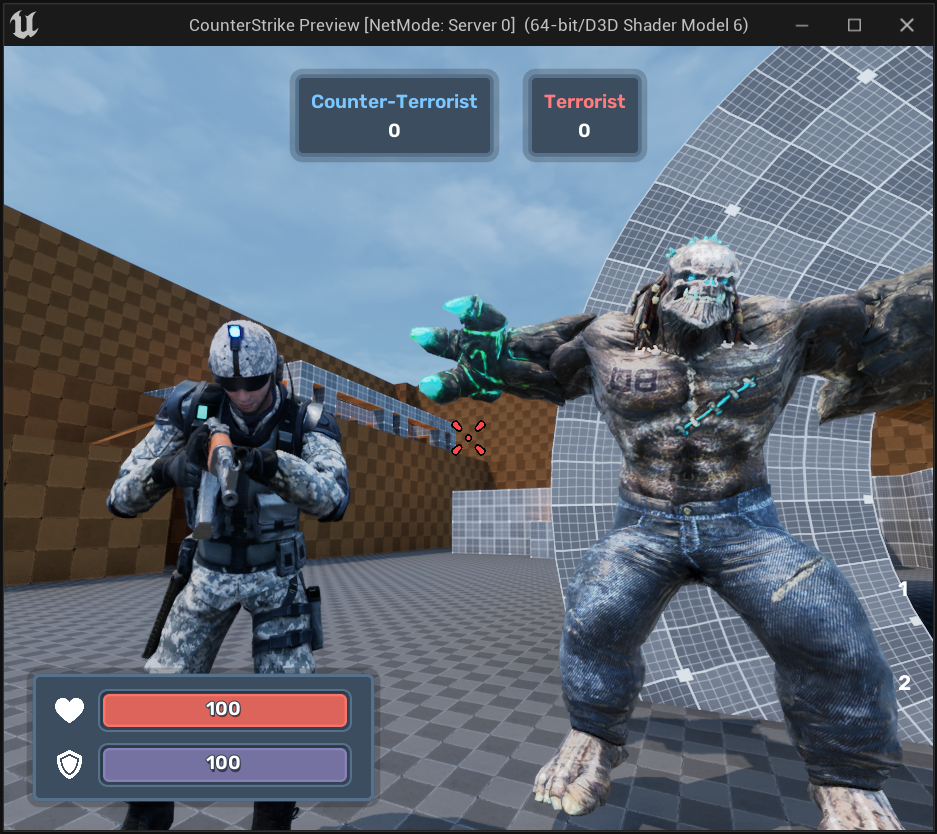 CounterStrike Preview [NetMode: Server 0] (64-bit/D3D Shader Model 6)
Counter-Terrorist
0
Terrorist
0
08
1
2
100
100